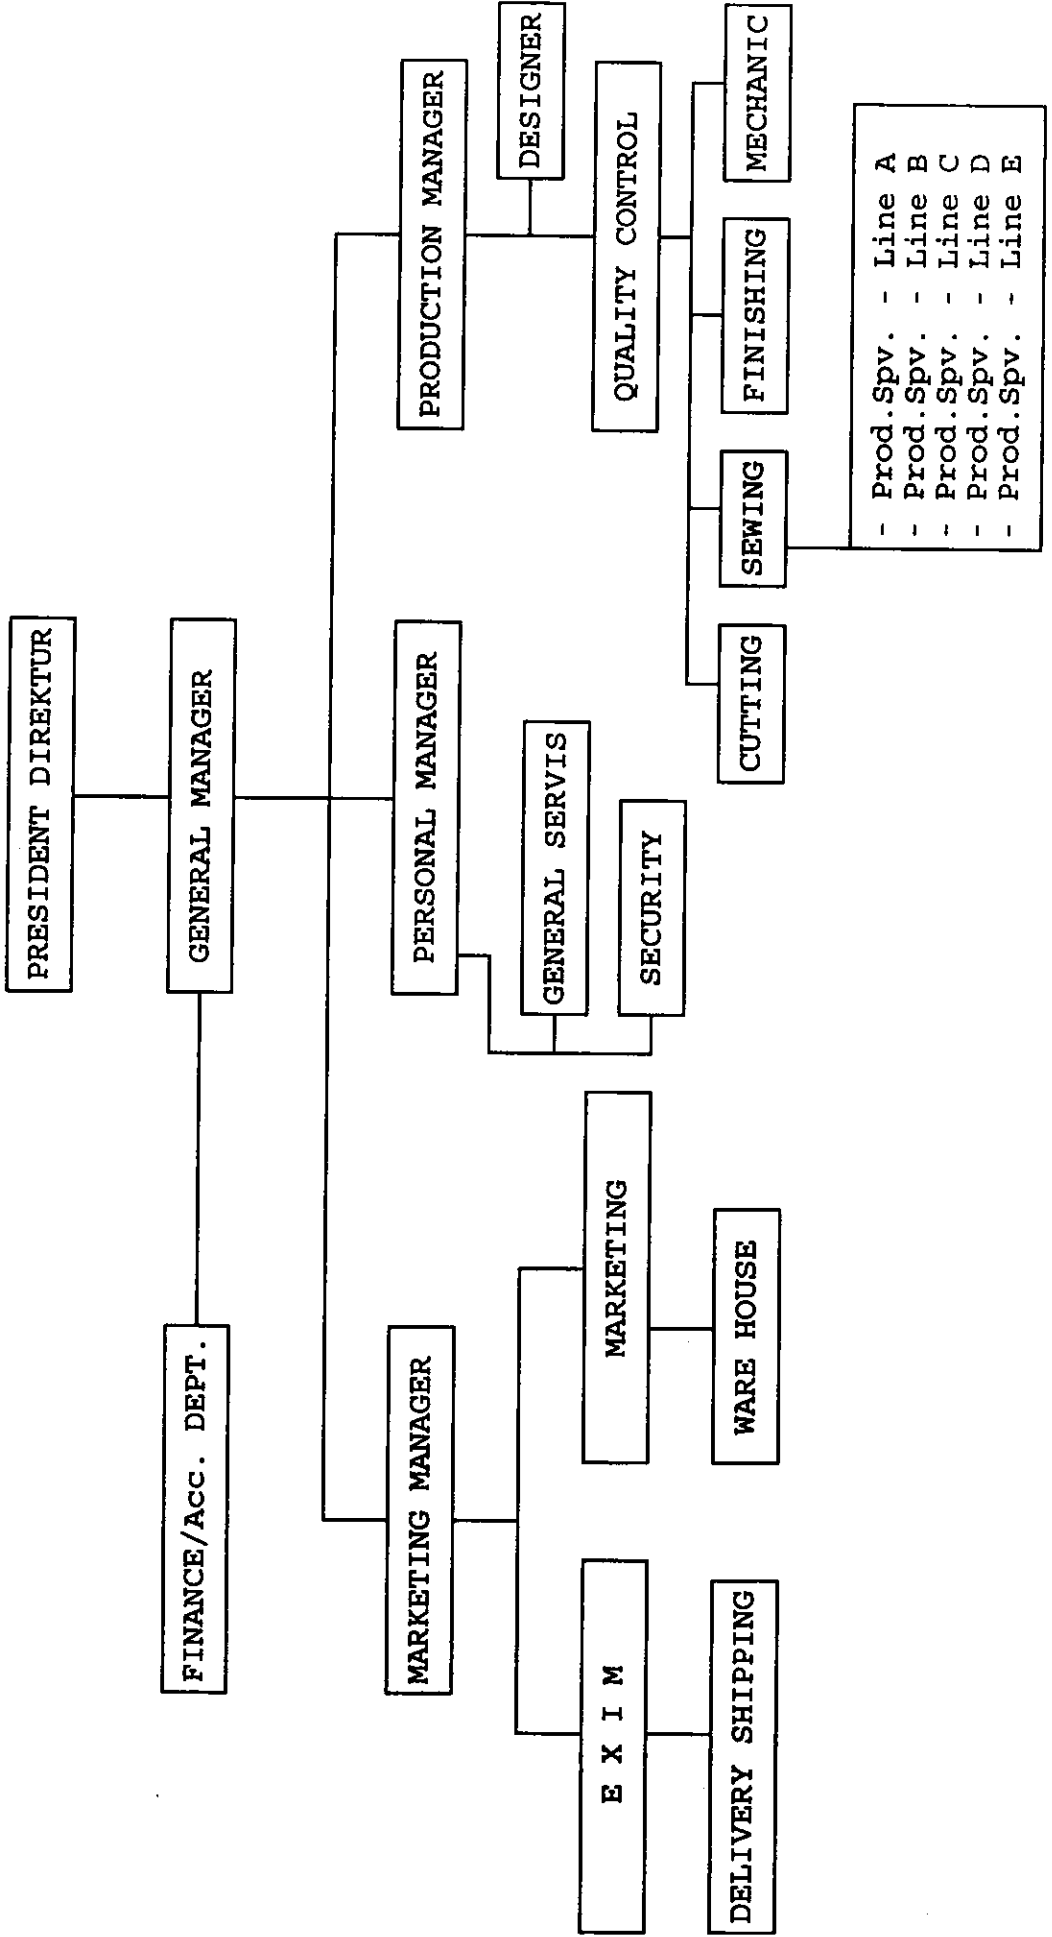 PRESIDENT DIREKTUR
FINANCE/Acc. DEPT.
GENERAL MANAGER
MARKETING MANAGER
PERSONAL MANAGER
PRODUCTION MANAGER
DESIGNER
GENERAL SERVIS
E X I M
MARKETING
SECURITY
QUALITY CONTROL
DELIVERY SHIPPING
WARE HOUSE
CUTTING
SEWING
FINISHING
MECHANIC
- Prod.Spv. - Line A
- Prod.Spv. - Line B
- Prod.Spv. - Line C
- Prod.Spv. - Line D
- Prod.Spv. - Line E